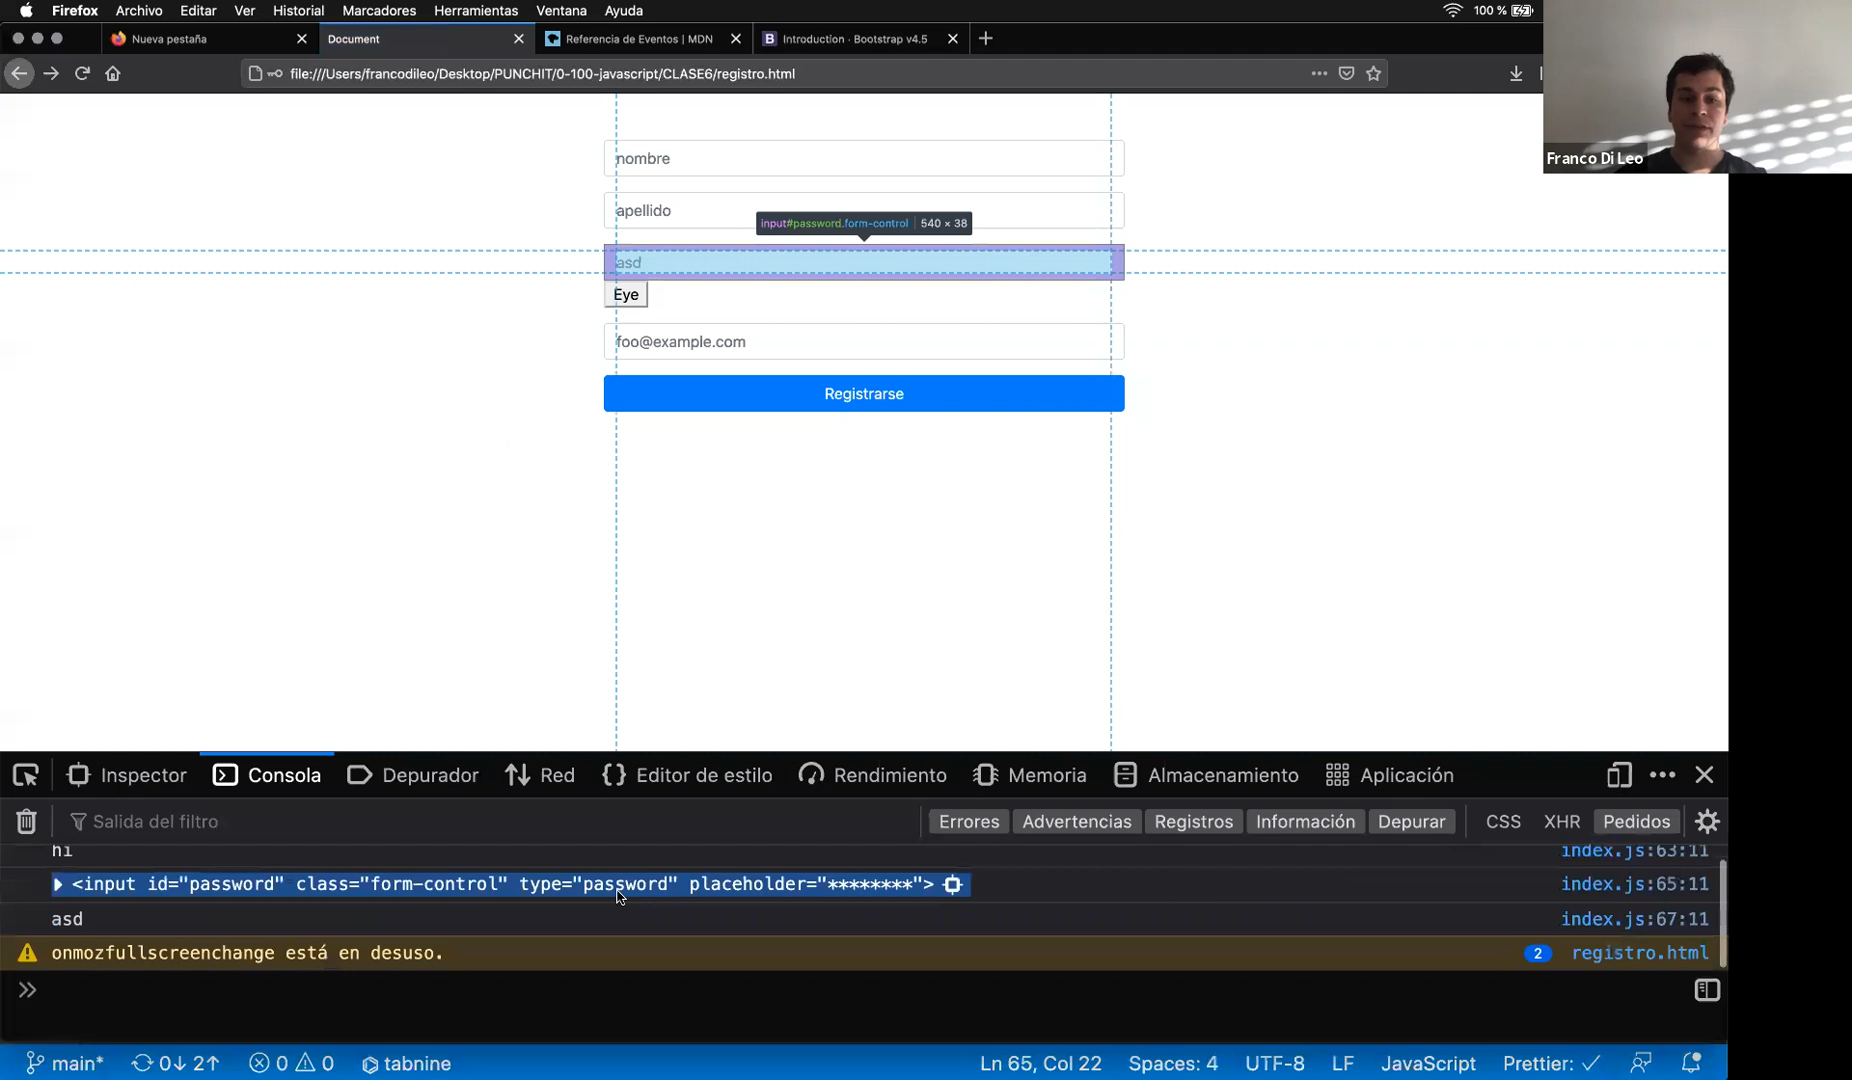 Firefox Archivo Editar Ver Historial Marcadores Herramientas Ventana Ayuda 100 %
Nueva pestaña Document Referencia de Eventos | MDN Introduction · Bootstrap v4.5
file:///Users/francodileo/Desktop/PUNCHIT/0-100-javascript/CLASE6/registro.html
Franco Di Leo
nombre
apellido
input#password.form-control 540 × 38
asd
Eye
foo@example.com
Registrarse
Inspector Consola Depurador Red Editor de estilo Rendimiento Memoria Almacenamiento Aplicación
Salida del filtro Errores Advertencias Registros Información Depurar CSS XHR Pedidos
hi index.js:63:11
<input id="password" class="form-control" type="password" placeholder="********"> index.js:65:11
asd index.js:67:11
onmozfullscreenchange está en desuso. 2 registro.html
main* 0↓ 2↑ 0 0 tabnine Ln 65, Col 22 Spaces: 4 UTF-8 LF JavaScript Prettier: ✓